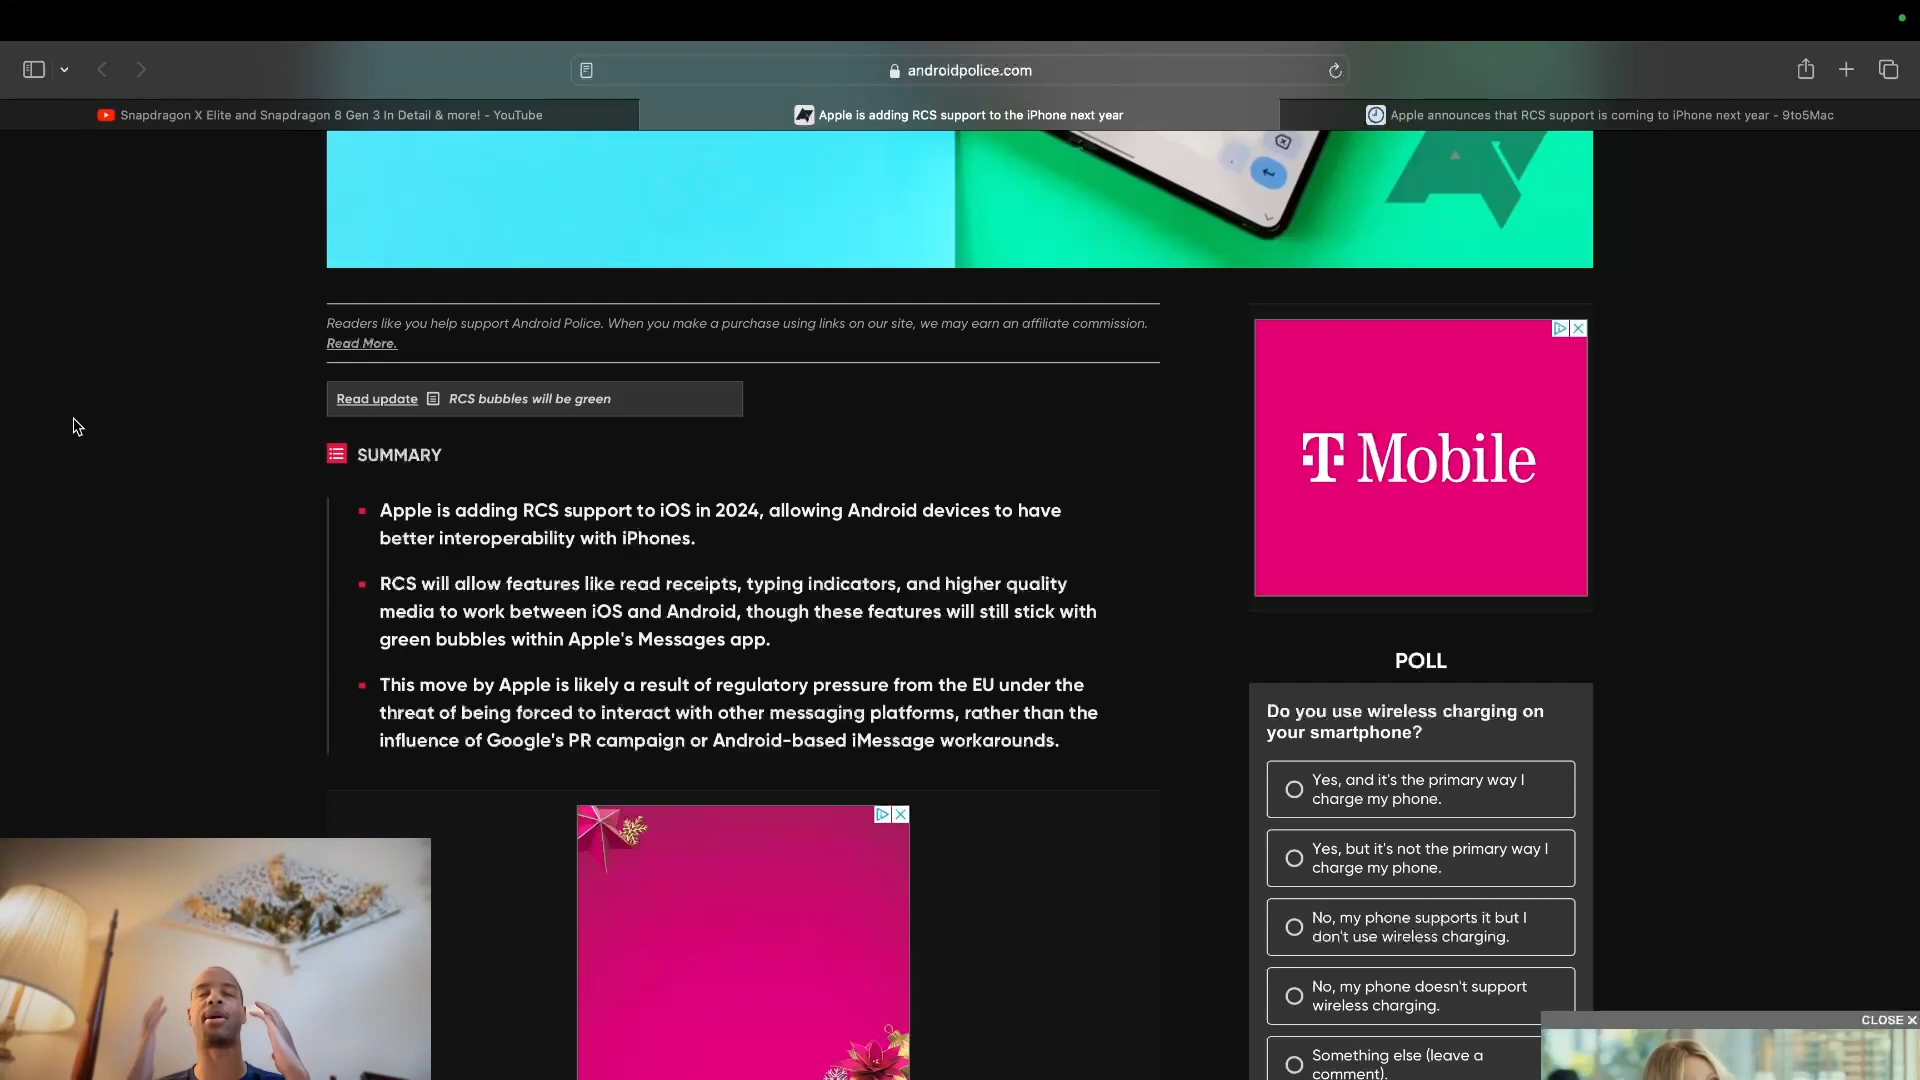 androidpolice.com
Snapdragon X Elite and Snapdragon 8 Gen 3 In Detail & more! - YouTube
Apple is adding RCS support to the iPhone next year
Apple announces that RCS support is coming to iPhone next year - 9to5Mac
Readers like you help support Android Police. When you make a purchase using links on our site, we may earn an affiliate commission.
Read More.
Read update RCS bubbles will be green
SUMMARY
Apple is adding RCS support to iOS in 2024, allowing Android devices to have
better interoperability with iPhones.
RCS will allow features like read receipts, typing indicators, and higher quality
media to work between iOS and Android, though these features will still stick with
green bubbles within Apple's Messages app.
This move by Apple is likely a result of regulatory pressure from the EU under the
threat of being forced to interact with other messaging platforms, rather than the
influence of Google's PR campaign or Android-based iMessage workarounds.
T Mobile
POLL
Do you use wireless charging on
your smartphone?
Yes, and it's the primary way I
charge my phone.
Yes, but it's not the primary way I
charge my phone.
No, my phone supports it but I
don't use wireless charging.
No, my phone doesn't support
wireless charging.
Something else (leave a
comment).
CLOSE X